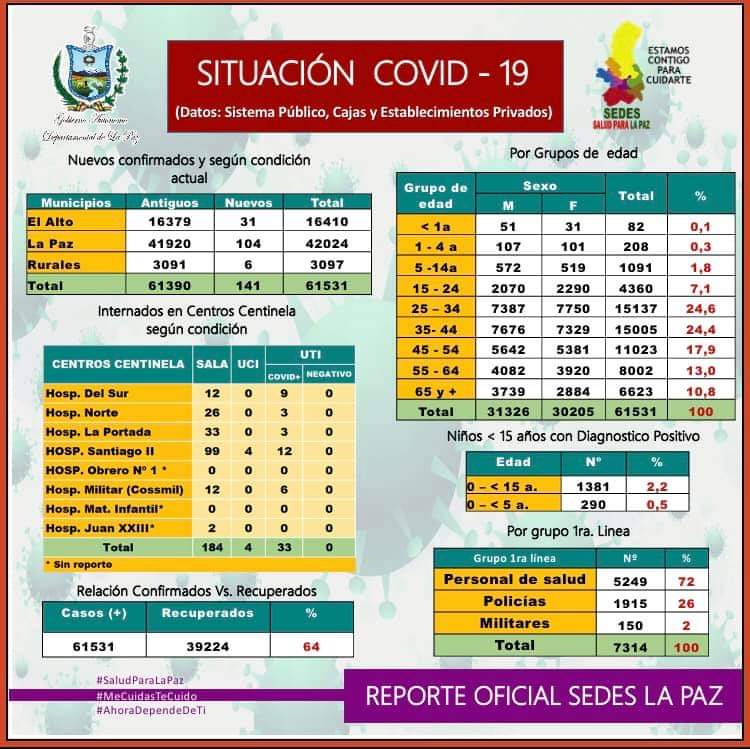 SITUACIÓN COVID - 19
(Datos: Sistema Público, Cajas y Establecimientos Privados)
Gobierno Autónomo
Departamental de La Paz
ESTAMOS
CONTIGO
PARA
CUIDARTE
SEDES
SALUD PARA LA PAZ
Nuevos confirmados y según condición
actual
Municipios Antiguos Nuevos Total
El Alto 16379 31 16410
La Paz 41920 104 42024
Rurales 3091 6 3097
Total 61390 141 61531
Internados en Centros Centinela
según condición
CENTROS CENTINELA SALA UCI UTI
COVID+ NEGATIVO
Hosp. Del Sur 12 0 9 0
Hosp. Norte 26 0 3 0
Hosp. La Portada 33 0 3 0
HOSP. Santiago II 99 4 12 0
HOSP. Obrero Nº 1 * 0 0 0 0
Hosp. Militar (Cossmil) 12 0 6 0
Hosp. Mat. Infantil* 0 0 0 0
Hosp. Juan XXIII* 2 0 0 0
Total 184 4 33 0
* Sin reporte
Relación Confirmados Vs. Recuperados
Casos (+) Recuperados %
61531 39224 64
Por Grupos de edad
Grupo de edad Sexo Total %
M F
< 1a 51 31 82 0,1
1 - 4 a 107 101 208 0,3
5 -14a 572 519 1091 1,8
15 - 24 2070 2290 4360 7,1
25 – 34 7387 7750 15137 24,6
35- 44 7676 7329 15005 24,4
45 - 54 5642 5381 11023 17,9
55 - 64 4082 3920 8002 13,0
65 y + 3739 2884 6623 10,8
Total 31326 30205 61531 100
Niños < 15 años con Diagnostico Positivo
Edad Nº %
0 – < 15 a. 1381 2,2
0 – < 5 a. 290 0,5
Por grupo 1ra. Linea
Grupo 1ra línea Nº %
Personal de salud 5249 72
Policías 1915 26
Militares 150 2
Total 7314 100
#SaludParaLaPaz
#MeCuidasTeCuido
#AhoraDependeDeTi
REPORTE OFICIAL SEDES LA PAZ